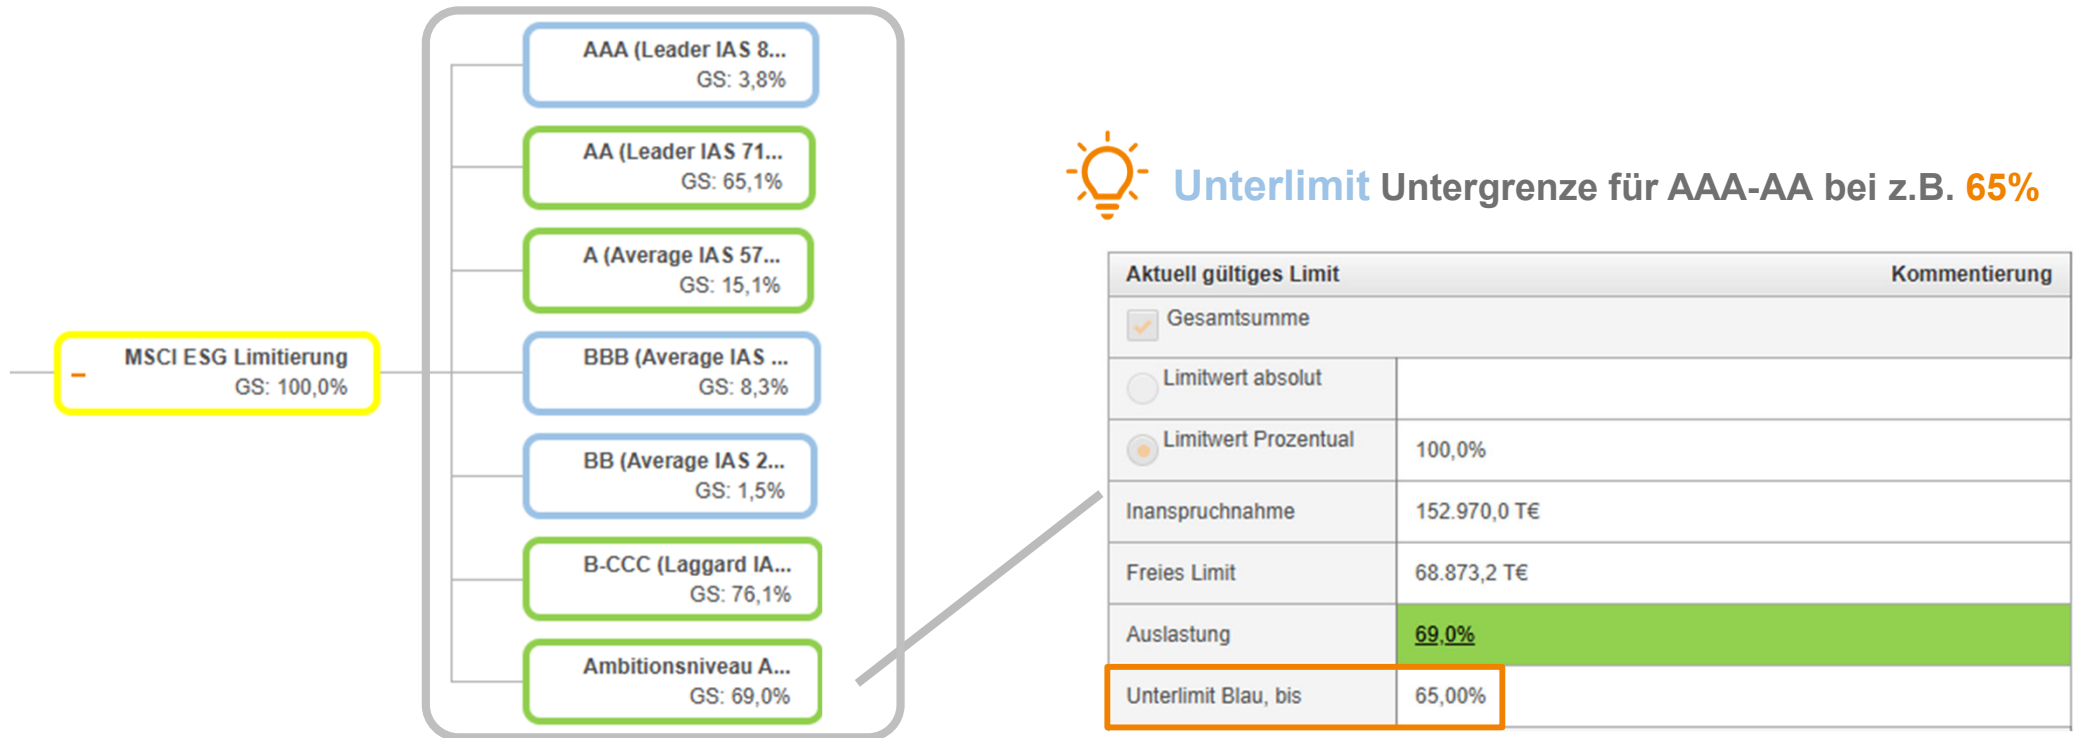 AAA (Leader IAS 8...
GS: 3,8%
AA (Leader IAS 71...
GS: 65,1%
A (Average IAS 57...
GS: 15,1%
MSCI ESG Limitierung
GS: 100,0%
BBB (Average IAS ...
GS: 8,3%
BB (Average IAS 2...
GS: 1,5%
B-CCC (Laggard IA...
GS: 76,1%
Ambitionsniveau A...
GS: 69,0%
Unterlimit Untergrenze für AAA-AA bei z.B. 65%
Aktuell gültiges Limit Kommentierung
Gesamtsumme
Limitwert absolut
Limitwert Prozentual 100,0%
Inanspruchnahme 152.970,0 T€
Freies Limit 68.873,2 T€
Auslastung 69,0%
Unterlimit Blau, bis 65,00%